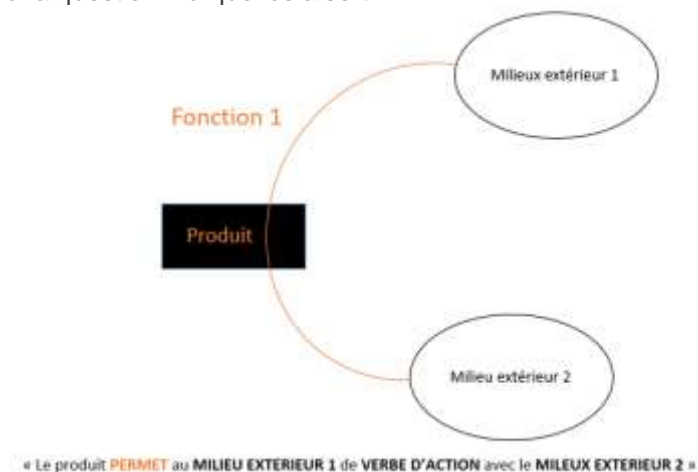 Milieux extérieur 1
Fonction 1
Produit
Milieu extérieur 2
« Le produit PERMET au MILIEU EXTERIEUR 1 de VERBE D'ACTION avec le MILEUX EXTERIEUR 2 »